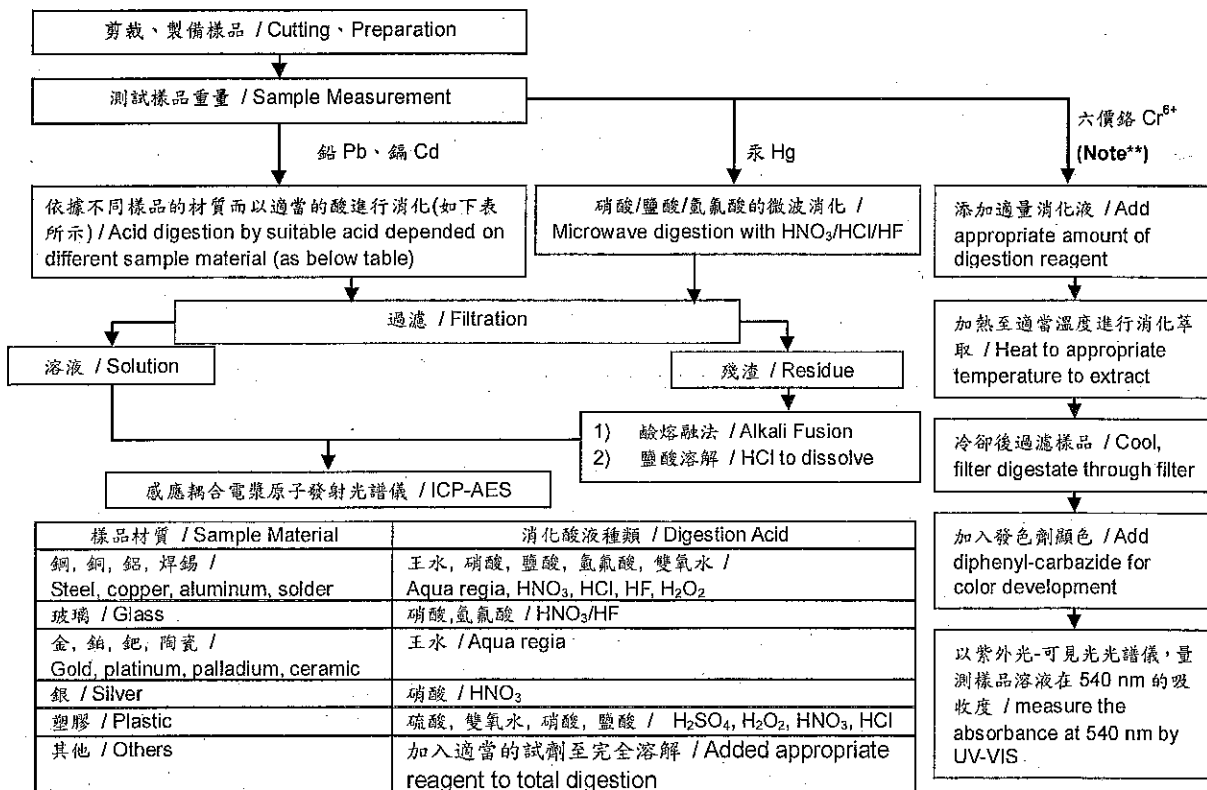 剪裁、製備樣品 / Cutting、Preparation
測試樣品重量 / Sample Measurement
鉛 Pb、鎘 Cd
汞 Hg
六價鉻 Cr⁶⁺
(Note**)
依據不同樣品的材質而以適當的酸進行消化(如下表
所示) / Acid digestion by suitable acid depended on
different sample material (as below table)
硝酸/鹽酸/氫氟酸的微波消化 /
Microwave digestion with HNO₃/HCl/HF
添加適量消化液 / Add
appropriate amount of
digestion reagent
過濾 / Filtration
溶液 / Solution
殘渣 / Residue
1) 鹼熔融法 / Alkali Fusion
2) 鹽酸溶解 / HCl to dissolve
感應耦合電漿原子發射光譜儀 / ICP-AES
加熱至適當溫度進行消化萃
取 / Heat to appropriate
temperature to extract
冷卻後過濾樣品 / Cool,
filter digestate through filter
加入發色劑顯色 / Add
diphenyl-carbazide for
color development
以紫外光-可見光光譜儀,量
測樣品溶液在 540 nm 的吸
收度 / measure the
absorbance at 540 nm by
UV-VIS
樣品材質 / Sample Material
消化酸液種類 / Digestion Acid
鋼, 銅, 鋁, 焊錫 /
Steel, copper, aluminum, solder
王水, 硝酸, 鹽酸, 氫氟酸, 雙氧水 /
Aqua regia, HNO₃, HCl, HF, H₂O₂
玻璃 / Glass
硝酸,氫氟酸 / HNO₃/HF
金, 鉑, 鈀, 陶瓷 /
Gold, platinum, palladium, ceramic
王水 / Aqua regia
銀 / Silver
硝酸 / HNO₃
塑膠 / Plastic
硫酸, 雙氧水, 硝酸, 鹽酸 / H₂SO₄, H₂O₂, HNO₃, HCl
其他 / Others
加入適當的試劑至完全溶解 / Added appropriate
reagent to total digestion